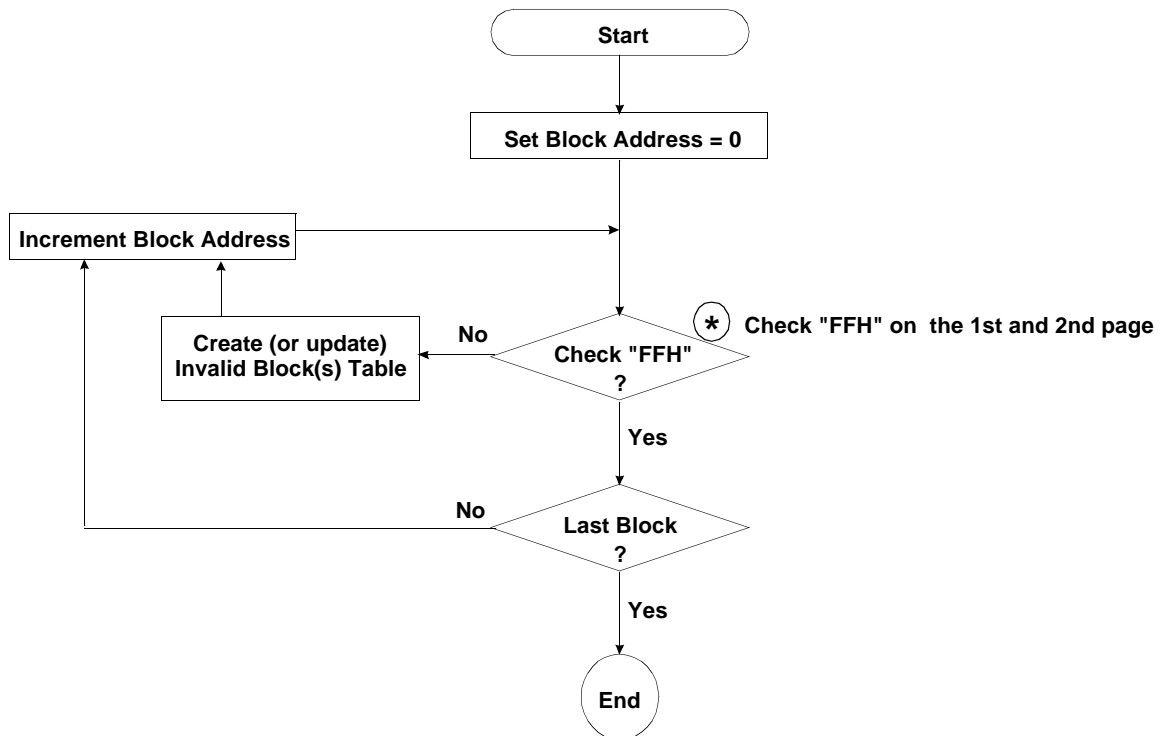 Start
Set Block Address = 0
Increment Block Address
* Check "FFH" on the 1st and 2nd page
No
Create (or update)
Invalid Block(s) Table
Check "FFH"
?
Yes
No
Last Block
?
Yes
End